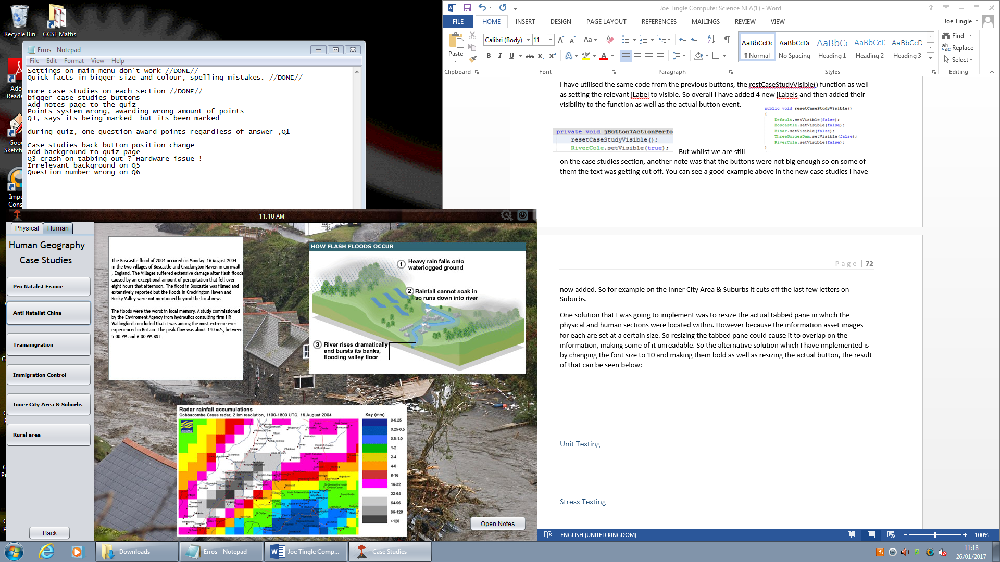 Recycle Bin
GCSE Maths
Erros - Notepad
File Edit Format View Help
Settings on main menu don't work //DONE//
Quick facts in bigger size and colour, spelling mistakes. //DONE//
more case studies on each section //DONE//
bigger case studies buttons
Add notes page to the quiz
Points system wrong, awarding wrong amount of points
Q3, says its being marked  but its been marked
during quiz, one question award points regardless of answer ,Q1
Case studies back button position change
add background to quiz page
Q3 crash on tabbing out ? Hardware issue !
Irrelevant background on Q5
Question number wrong on Q6
Joe Tingle Computer Science NEA(1) - Word
FILE HOME INSERT DESIGN PAGE LAYOUT REFERENCES MAILINGS REVIEW VIEW
Joe Tingle
Paste
Calibri (Body) 11
Find
Replace
Select
AaBbCcDc AaBbCcDc AaBbC AaBbCcD AaBbCcD
¶ Normal No Spacing Heading 1 Heading 2 Heading 3
Clipboard Font Paragraph Styles Editing
I have utilised the same code from the previous buttons, the restCaseStudyVisible() function as well
as setting the relevant jLabel to visible. So overall I have added 4 new jLabels and then added their
visibility to the function as well as the actual button event.
public void resetCaseStudyVisible()
{
Default.setVisible(false);
Boscastle.setVisible(false);
Bihar.setVisible(false);
ThreeGorgesDam.setVisible(false);
RiverCole.setVisible(false);
}
private void jButton7ActionPerfo
resetCaseStudyVisible();
RiverCole.setVisible(true);
But whilst we are still
on the case studies section, another note was that the buttons were not big enough so on some of
them the text was getting cut off. You can see a good example above in the new case studies I have
Page | 72
now added. So for example on the Inner City Area & Suburbs it cuts off the last few letters on
Suburbs.
One solution that I was going to implement was to resize the actual tabbed pane in which the
physical and human sections were located within. However because the information asset images
for each are set at a certain size. So resizing the tabbed pane could cause it to overlap on the
information, making some of it unreadable. So the alternative solution which I have implemented is
by changing the font size to 10 and making them bold as well as resizing the actual button, the result
of that can be seen below:
Unit Testing
Stress Testing
ENGLISH (UNITED KINGDOM)
100%
11:18 AM
Physical Human
Human Geography
Case Studies
Pro Natalist France
Anti Natalist China
Transmigration
Immigration Control
Inner City Area & Suburbs
Rural area
Back
The Boscastle flood of 2004 occured on Monday. 16 August 2004
in the two villages of Boscastle and Crackington Haven in cornwall
, England. The Villages suffered extensive damage after flash floods
caused by an exceptional amount of percipitation that fell over
eight hours that afternoon. The flood in Boscastle was filmed and
extensively reported but the floods in Crackington Haven and
Rocky Valley were not mentioned beyond the local news.
The floods were the worst in local memory. A study commissioned
by the Enviroment Agency from hydraulics consulting firm HR
Wallingford concluded that it was among the most extreme ever
experienced in Britain. The peak flow was about 140 m/s, between
5:00 PM and 6:00 PM BST.
HOW FLASH FLOODS OCCUR
1 Heavy rain falls onto
waterlogged ground
2 Rainfall cannot soak in
so runs down into river
3 River rises dramatically
and bursts its banks,
flooding valley floor
Radar rainfall accumulations
Cobbacombe Cross radar, 2 km resolution, 1100-1800 UTC, 16 August 2004
Met Office
Key (mm)
0-0.25
0.25-0.5
0.5-1.0
1-2
2-4
4-8
8-16
16-32
32-64
64-96
96-128
>128
Open Notes
Downloads
Erros - Notepad
Joe Tingle Comp...
Case Studies
11:18
26/01/2017